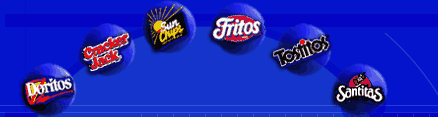 Doritos
Cracker
Jack
Sun
Chips
Fritos
Tostitos
Santitas